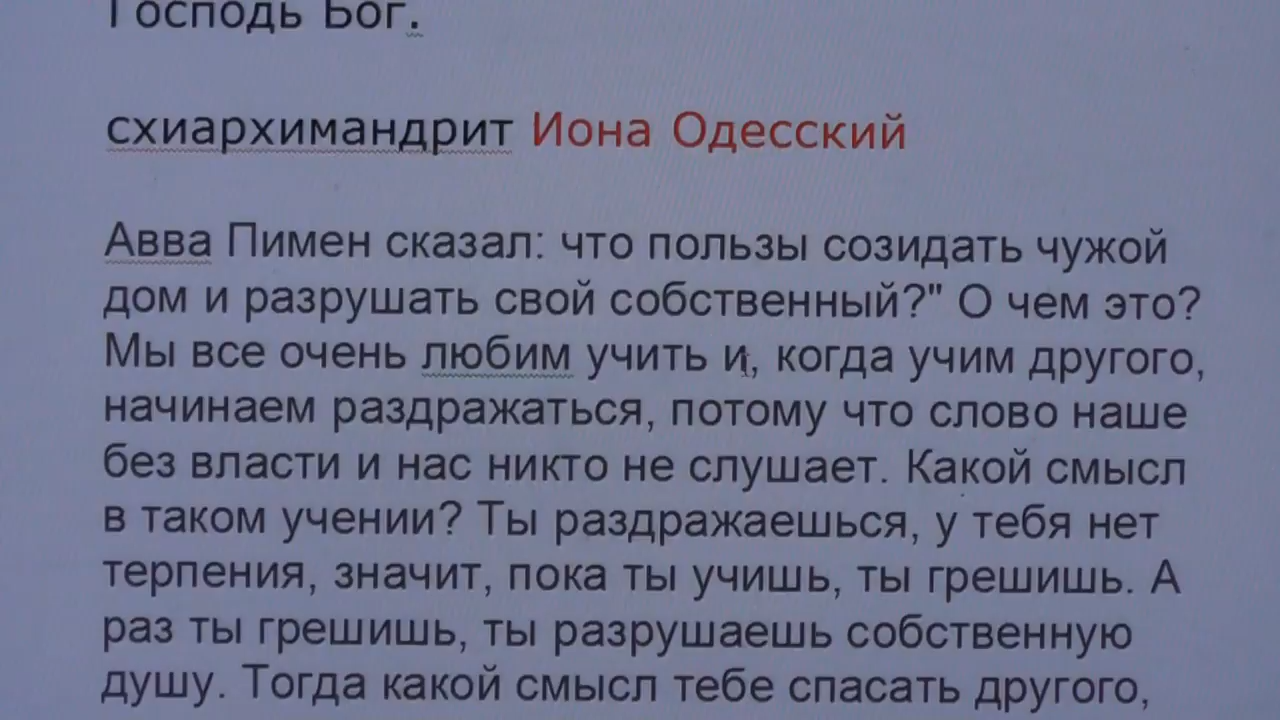 Господь Бог.
схиархимандрит Иона Одесский
Авва Пимен сказал: что пользы созидать чужой
дом и разрушать свой собственный?" О чем это?
Мы все очень любим учить и, когда учим другого,
начинаем раздражаться, потому что слово наше
без власти и нас никто не слушает. Какой смысл
в таком учении? Ты раздражаешься, у тебя нет
терпения, значит, пока ты учишь, ты грешишь. А
раз ты грешишь, ты разрушаешь собственную
душу. Тогда какой смысл тебе спасать другого,